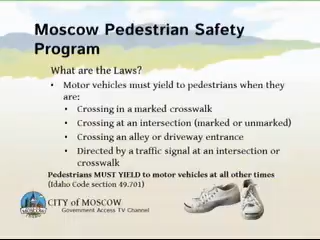 Moscow Pedestrian Safety
Program
What are the Laws?
• Motor vehicles must yield to pedestrians when they
are:
• Crossing in a marked crosswalk
• Crossing at an intersection (marked or unmarked)
• Crossing an alley or driveway entrance
• Directed by a traffic signal at an intersection or
crosswalk
Pedestrians MUST YIELD to motor vehicles at all other times
(Idaho Code section 49.701)
CITY of MOSCOW
Government Access TV Channel